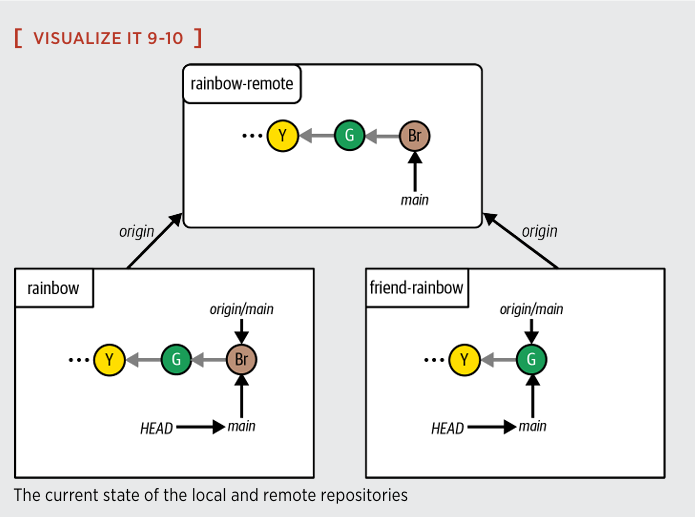 [ VISUALIZE IT 9-10 ]
rainbow-remote
••• Y G Br
main
origin
origin
rainbow
origin/main
••• Y G Br
HEAD main
friend-rainbow
origin/main
••• Y G
HEAD main
The current state of the local and remote repositories